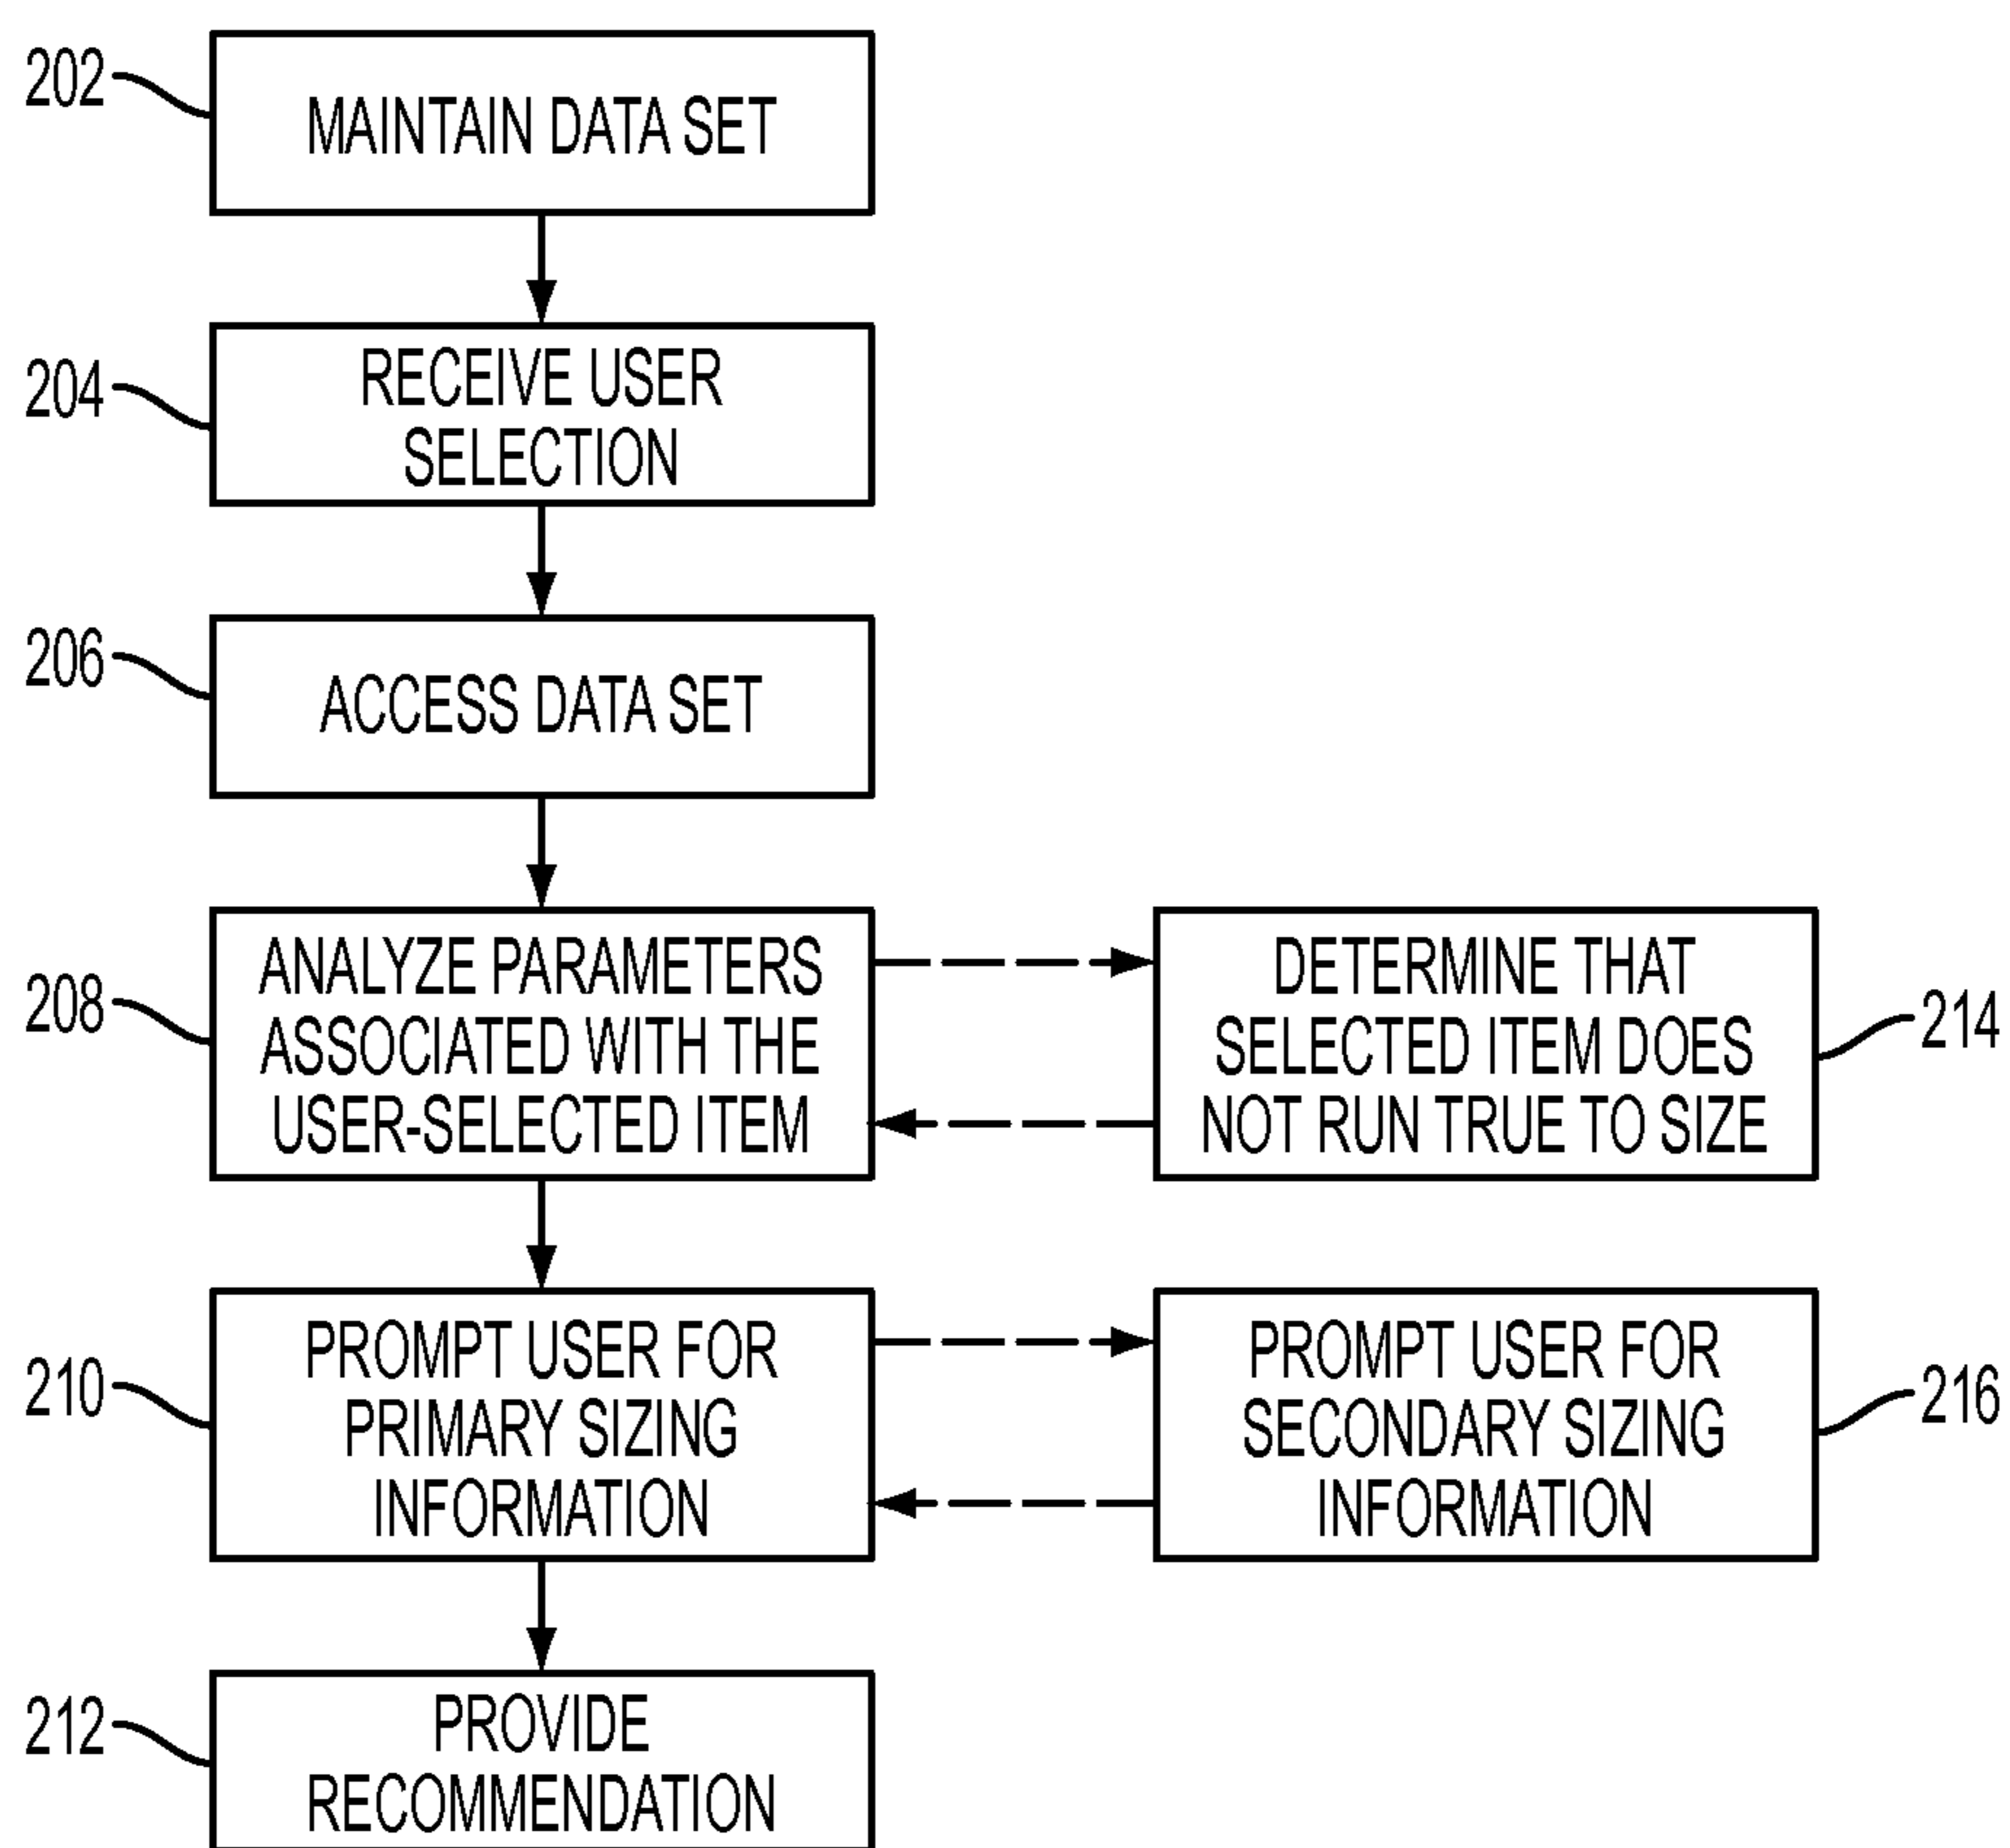 202
MAINTAIN DATA SET
204
RECEIVE USER
SELECTION
206
ACCESS DATA SET
208
ANALYZE PARAMETERS
ASSOCIATED WITH THE
USER-SELECTED ITEM
DETERMINE THAT
SELECTED ITEM DOES
NOT RUN TRUE TO SIZE
214
210
PROMPT USER FOR
PRIMARY SIZING
INFORMATION
PROMPT USER FOR
SECONDARY SIZING
INFORMATION
216
212
PROVIDE
RECOMMENDATION